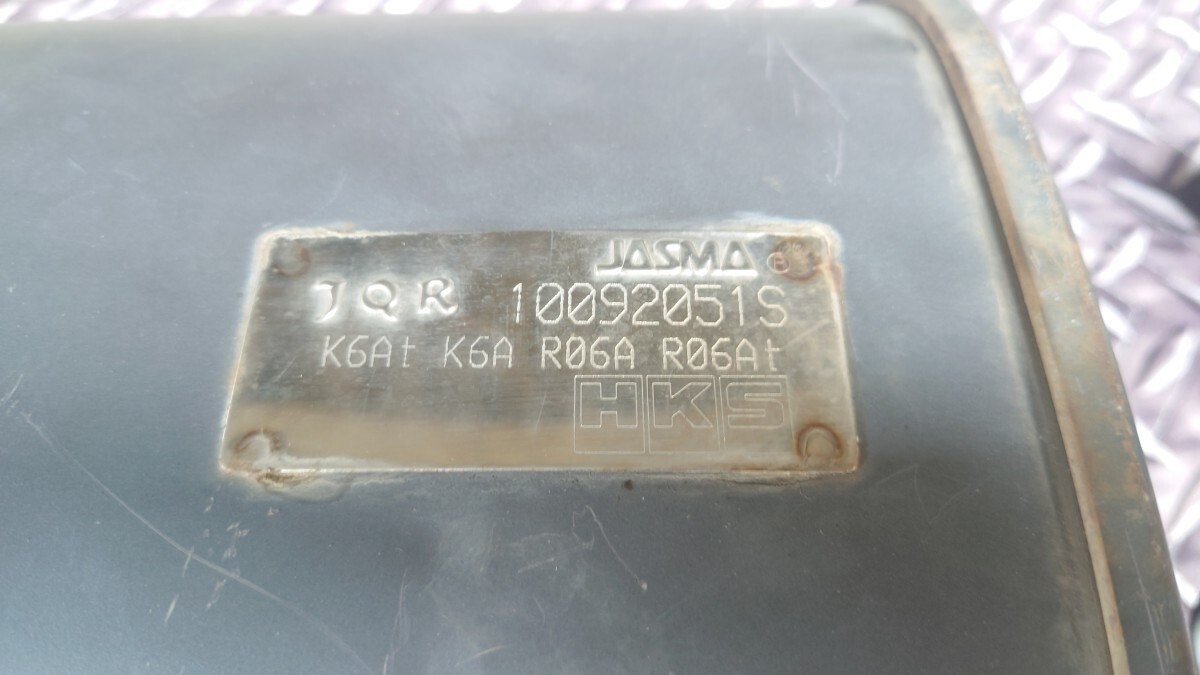 JASMA ®
JQR 10092051S
K6At K6A R06A R06At
HKS